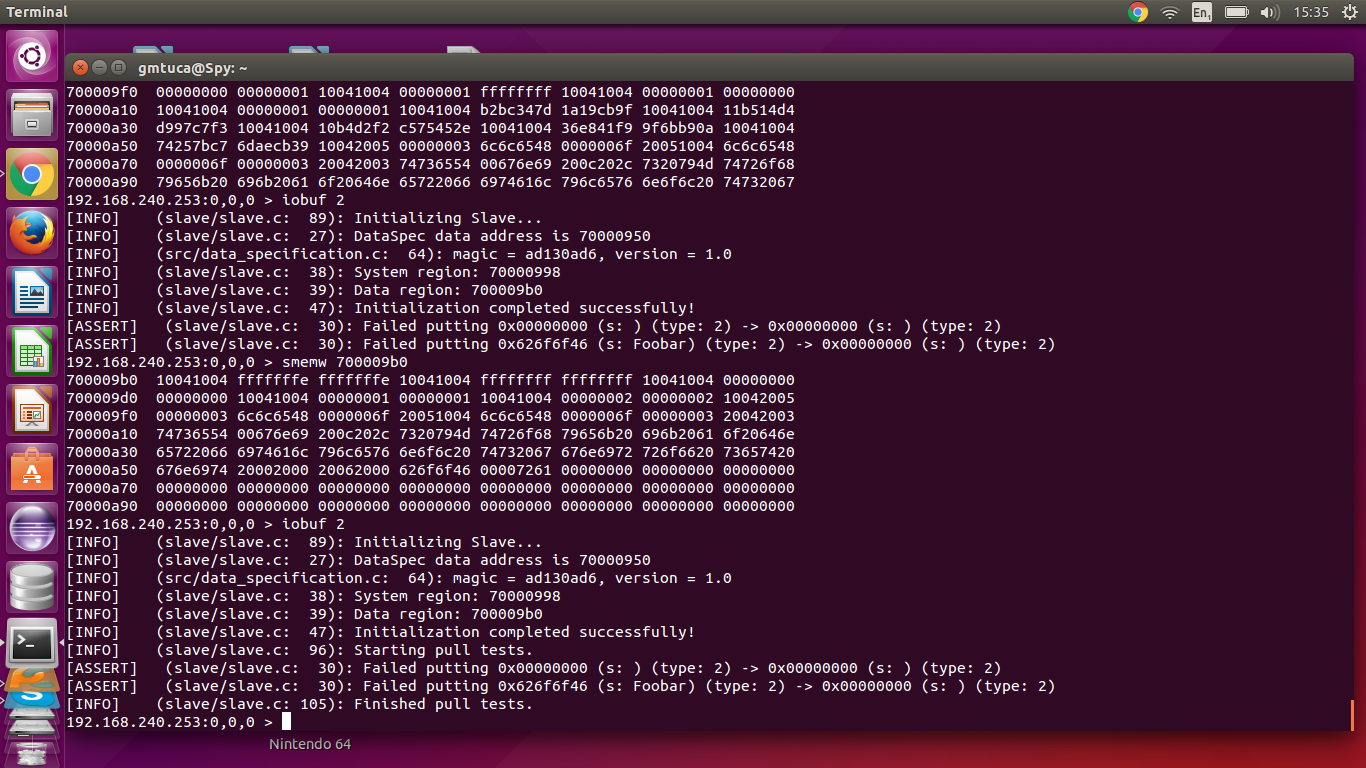 Terminal
En1
15:35
gmtuca@Spy: ~
700009f0  00000000 00000001 10041004 00000001 ffffffff 10041004 00000001 00000000
70000a10  10041004 00000001 00000001 10041004 b2bc347d 1a19cb9f 10041004 11b514d4
70000a30  d997c7f3 10041004 10b4d2f2 c575452e 10041004 36e841f9 9f6bb90a 10041004
70000a50  74257bc7 6daecb39 10042005 00000003 6c6c6548 0000006f 20051004 6c6c6548
70000a70  0000006f 00000003 20042003 74736554 00676e69 200c202c 7320794d 74726f68
70000a90  79656b20 696b2061 6f20646e 65722066 6974616c 796c6576 6e6f6c20 74732067
192.168.240.253:0,0,0 > iobuf 2
[INFO]    (slave/slave.c:  89): Initializing Slave...
[INFO]    (slave/slave.c:  27): DataSpec data address is 70000950
[INFO]    (src/data_specification.c:  64): magic = ad130ad6, version = 1.0
[INFO]    (slave/slave.c:  38): System region: 70000998
[INFO]    (slave/slave.c:  39): Data region: 700009b0
[INFO]    (slave/slave.c:  47): Initialization completed successfully!
[ASSERT]   (slave/slave.c:  30): Failed putting 0x00000000 (s: ) (type: 2) -> 0x00000000 (s: ) (type: 2)
[ASSERT]   (slave/slave.c:  30): Failed putting 0x626f6f46 (s: Foobar) (type: 2) -> 0x00000000 (s: ) (type: 2)
192.168.240.253:0,0,0 > smemw 700009b0
700009b0  10041004 fffffffe fffffffe 10041004 ffffffff ffffffff 10041004 00000000
700009d0  00000000 10041004 00000001 00000001 10041004 00000002 00000002 10042005
700009f0  00000003 6c6c6548 0000006f 20051004 6c6c6548 0000006f 00000003 20042003
70000a10  74736554 00676e69 200c202c 7320794d 74726f68 79656b20 696b2061 6f20646e
70000a30  65722066 6974616c 796c6576 6e6f6c20 74732067 676e6972 726f6620 73657420
70000a50  676e6974 20002000 20062000 626f6f46 00007261 00000000 00000000 00000000
70000a70  00000000 00000000 00000000 00000000 00000000 00000000 00000000 00000000
70000a90  00000000 00000000 00000000 00000000 00000000 00000000 00000000 00000000
192.168.240.253:0,0,0 > iobuf 2
[INFO]    (slave/slave.c:  89): Initializing Slave...
[INFO]    (slave/slave.c:  27): DataSpec data address is 70000950
[INFO]    (src/data_specification.c:  64): magic = ad130ad6, version = 1.0
[INFO]    (slave/slave.c:  38): System region: 70000998
[INFO]    (slave/slave.c:  39): Data region: 700009b0
[INFO]    (slave/slave.c:  47): Initialization completed successfully!
[INFO]    (slave/slave.c:  96): Starting pull tests.
[ASSERT]   (slave/slave.c:  30): Failed putting 0x00000000 (s: ) (type: 2) -> 0x00000000 (s: ) (type: 2)
[ASSERT]   (slave/slave.c:  30): Failed putting 0x626f6f46 (s: Foobar) (type: 2) -> 0x00000000 (s: ) (type: 2)
[INFO]    (slave/slave.c: 105): Finished pull tests.
192.168.240.253:0,0,0 >
Nintendo 64